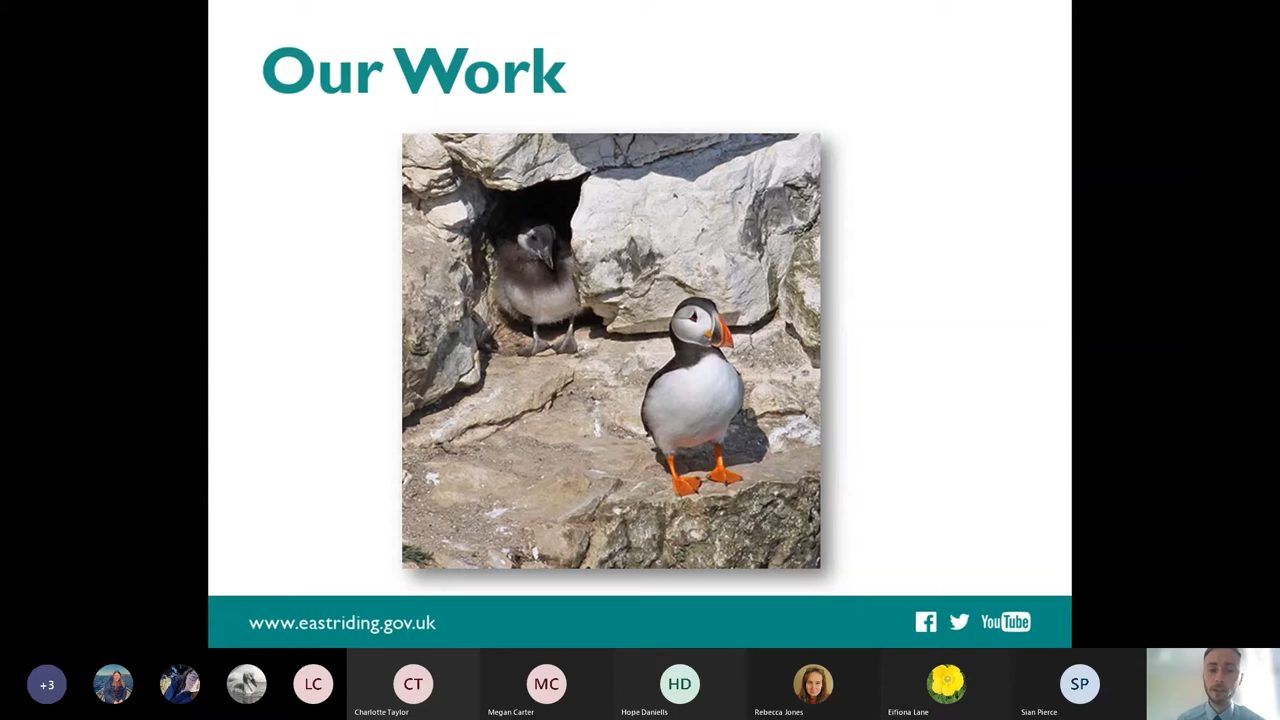 Our Work
www.eastriding.gov.uk
You Tube
+3
LC
CT
MC
HD
SP
Charlotte Taylor
Megan Carter
Hope Daniells
Rebecca Jones
Eifiona Lane
Sian Pierce